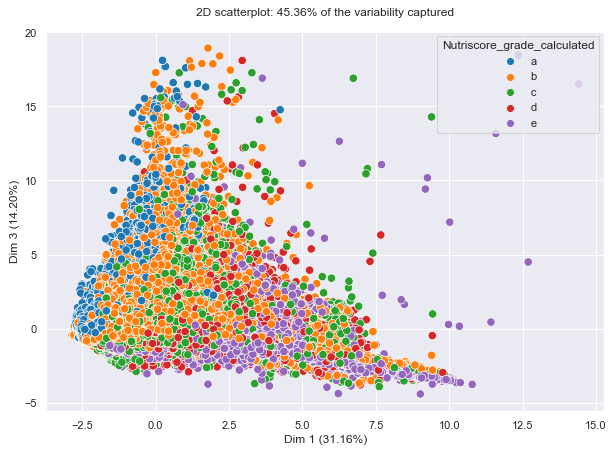 2D scatterplot: 45.36% of the variability captured
Nutriscore_grade_calculated
a
b
c
d
e
20
15
10
5
0
−5
Dim 3 (14.20%)
−2.5 0.0 2.5 5.0 7.5 10.0 12.5 15.0
Dim 1 (31.16%)